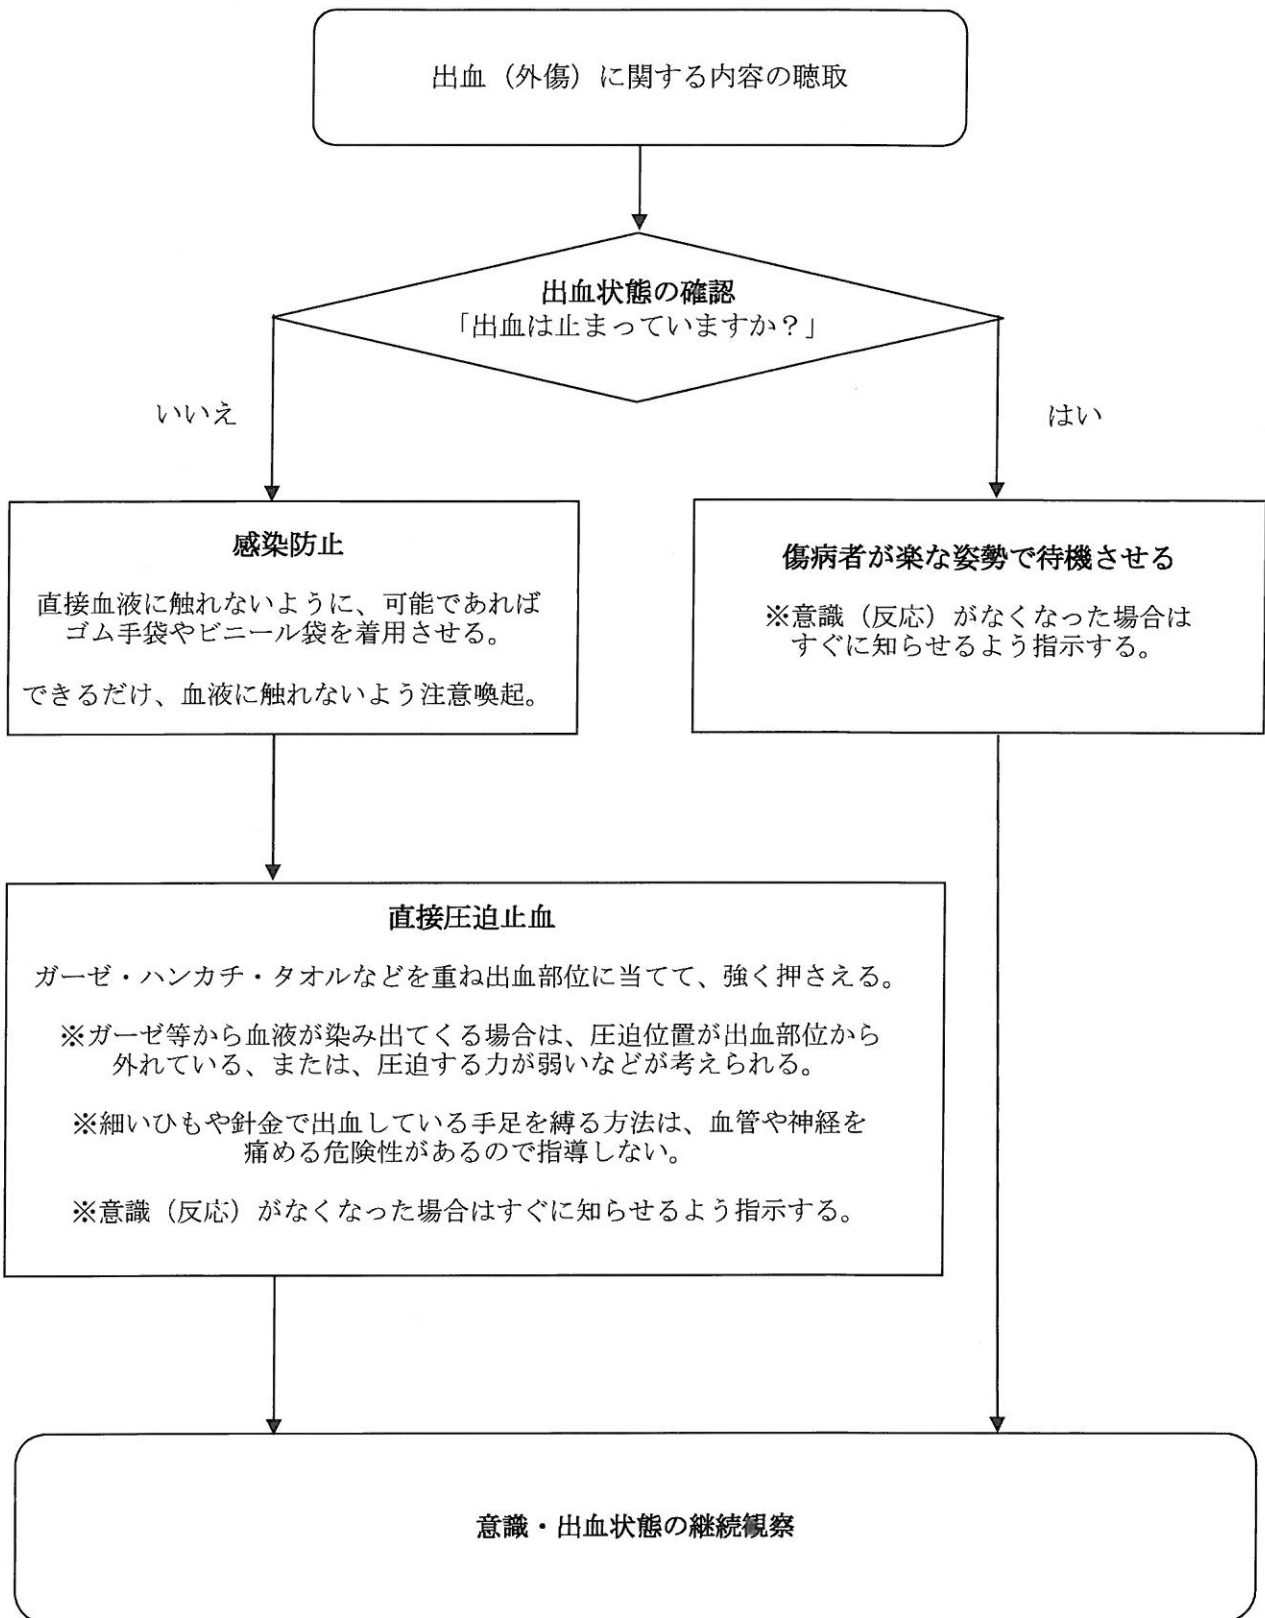 出血（外傷）に関する内容の聴取
出血状態の確認
「出血は止まっていますか？」
いいえ
はい
感染防止
直接血液に触れないように、可能であれば
ゴム手袋やビニール袋を着用させる。
できるだけ、血液に触れないよう注意喚起。
傷病者が楽な姿勢で待機させる
※意識（反応）がなくなった場合は
すぐに知らせるよう指示する。
直接圧迫止血
ガーゼ・ハンカチ・タオルなどを重ね出血部位に当てて、強く押さえる。
※ガーゼ等から血液が染み出てくる場合は、圧迫位置が出血部位から
外れている、または、圧迫する力が弱いなどが考えられる。
※細いひもや針金で出血している手足を縛る方法は、血管や神経を
痛める危険性があるので指導しない。
※意識（反応）がなくなった場合はすぐに知らせるよう指示する。
意識・出血状態の継続観察